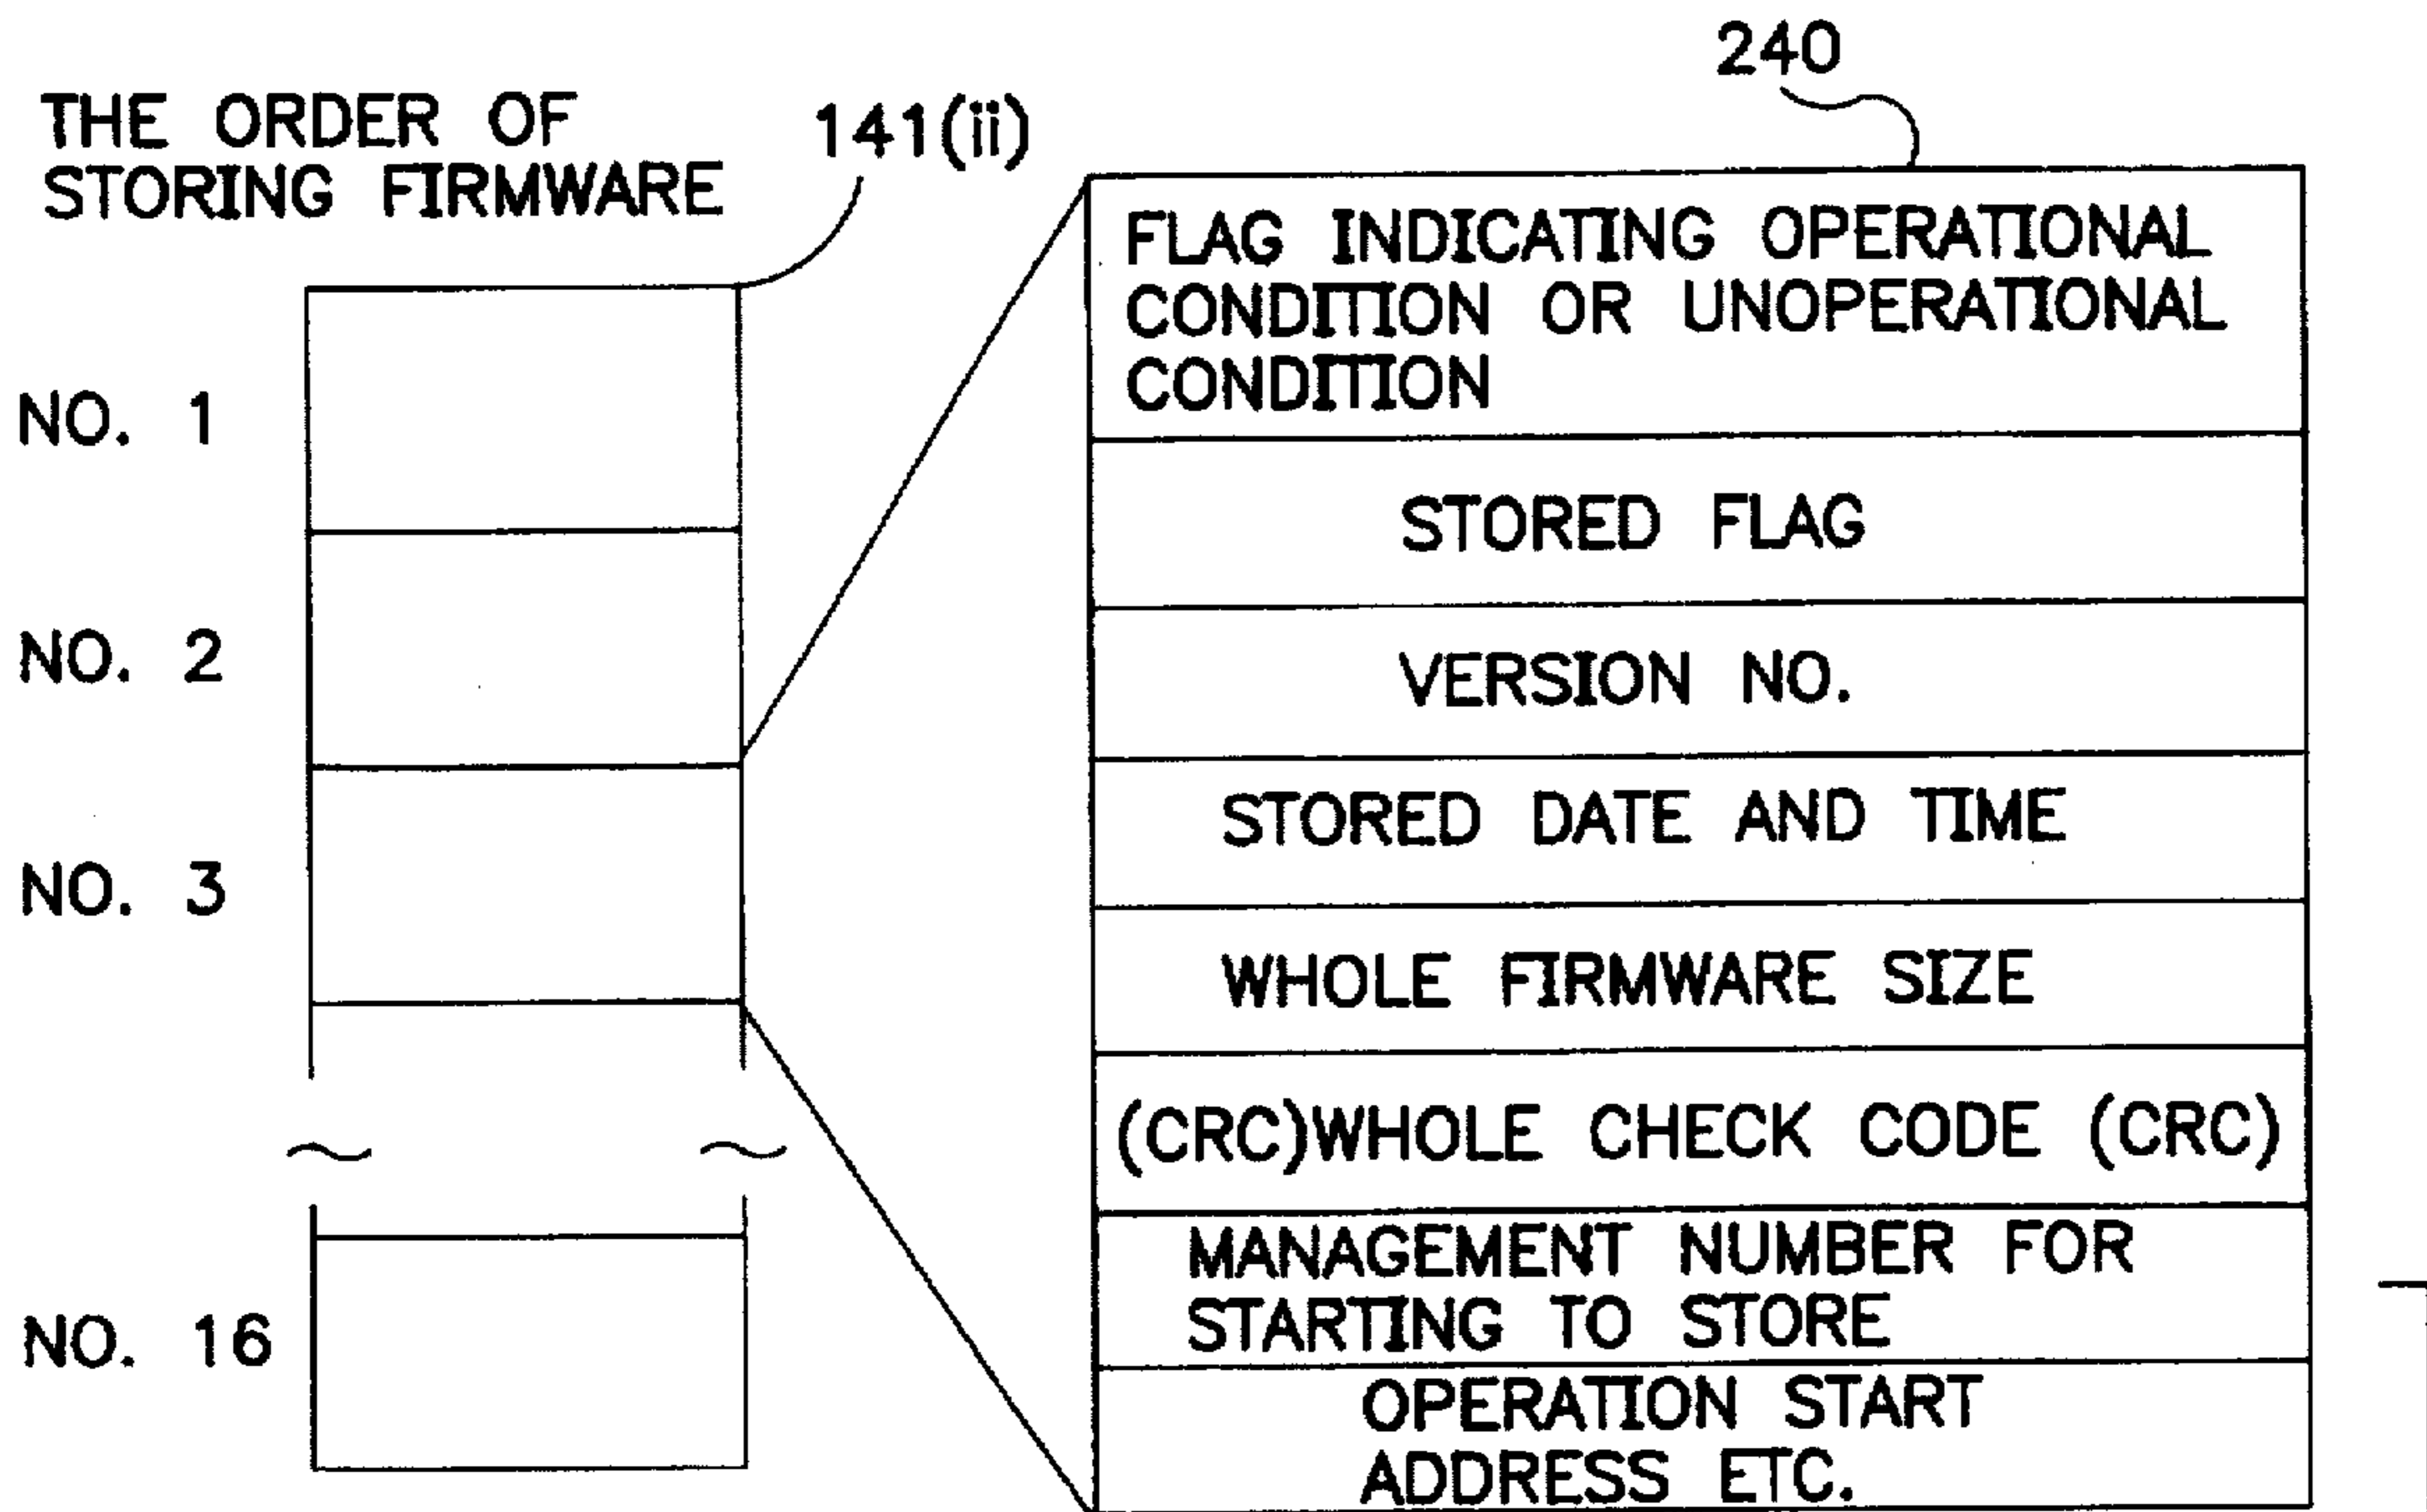 240
THE ORDER OF
STORING FIRMWARE
141(ii)
NO. 1
NO. 2
NO. 3
NO. 16
FLAG INDICATING OPERATIONAL
CONDITION OR UNOPERATIONAL
CONDITION
STORED FLAG
VERSION NO.
STORED DATE AND TIME
WHOLE FIRMWARE SIZE
(CRC)WHOLE CHECK CODE (CRC)
MANAGEMENT NUMBER FOR
STARTING TO STORE
OPERATION START
ADDRESS ETC.